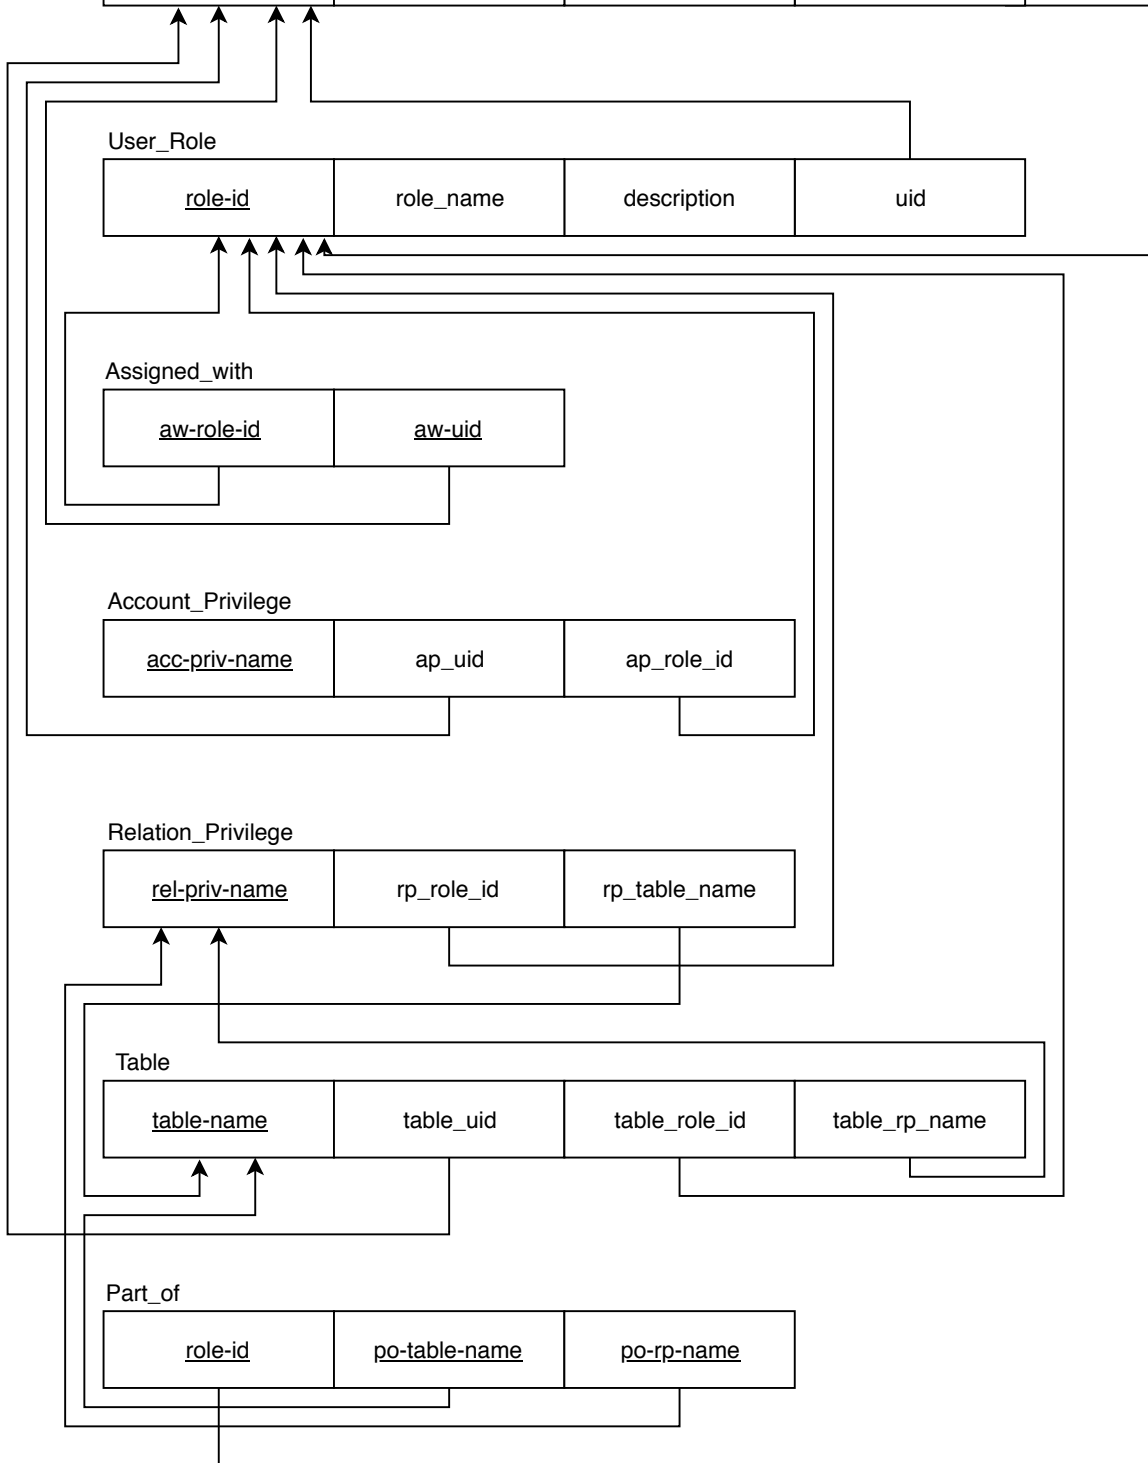 User_Role
role-id role_name description uid
Assigned_with
aw-role-id aw-uid
Account_Privilege
acc-priv-name ap_uid ap_role_id
Relation_Privilege
rel-priv-name rp_role_id rp_table_name
Table
table-name table_uid table_role_id table_rp_name
Part_of
role-id po-table-name po-rp-name